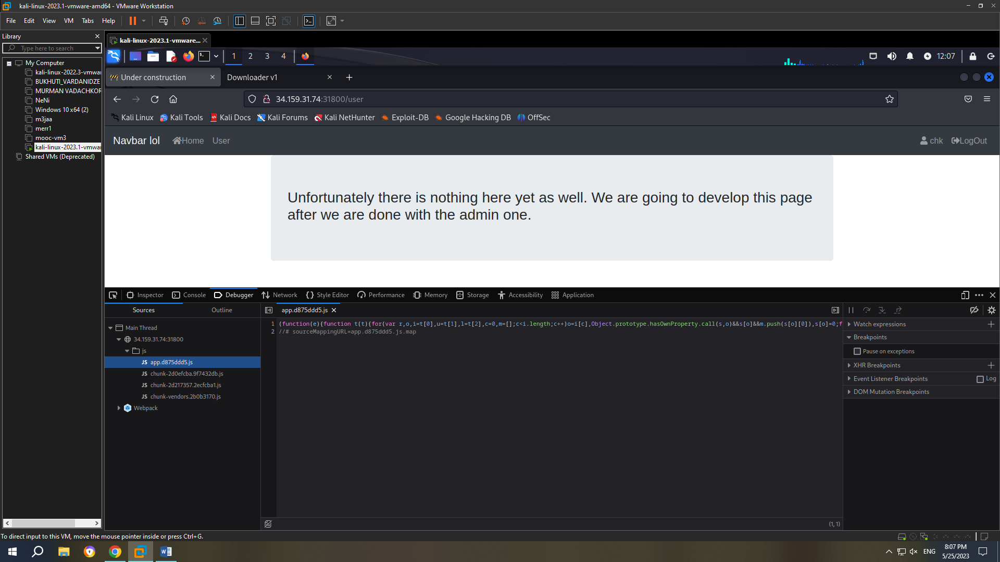 kali-linux-2023.1-vmware-amd64 - VMware Workstation
File Edit View VM Tabs Help
Library
Type here to search
My Computer
kali-linux-2022.3-vmwar
BUKHUTI_VARDANIDZE
MURMAN VADACHKOR
NeNi
Windows 10 x64 (2)
m3jaa
merr1
mooc-vm3
kali-linux-2023.1-vmwar
Shared VMs (Deprecated)
kali-linux-2023.1-vmware...
1 2 3 4
12:07
Under construction
Downloader v1
34.159.31.74:31800/user
Kali Linux Kali Tools Kali Docs Kali Forums Kali NetHunter Exploit-DB Google Hacking DB OffSec
Navbar lol Home User chk LogOut
Unfortunately there is nothing here yet as well. We are going to develop this page
after we are done with the admin one.
Inspector Console Debugger Network Style Editor Performance Memory Storage Accessibility Application
Sources Outline
Main Thread
34.159.31.74:31800
js
JS app.d875ddd5.js
JS chunk-2d0efcba.9f7432db.js
JS chunk-2d217357.2ecfcba1.js
JS chunk-vendors.2b0b3170.js
Webpack
app.d875ddd5.js
1 (function(e){function t(t){for(var r,o,i=t[0],u=t[1],l=t[2],c=0,m=[];c<i.length;c++)o=i[c],Object.prototype.hasOwnProperty.call(s,o)&&s[o]&&m.push(s[o][0]),s[o]=0;f
2 //# sourceMappingURL=app.d875ddd5.js.map
(1, 1)
Watch expressions
Breakpoints
Pause on exceptions
XHR Breakpoints
Event Listener Breakpoints Log
DOM Mutation Breakpoints
To direct input to this VM, move the mouse pointer inside or press Ctrl+G.
ENG
8:07 PM
5/25/2023